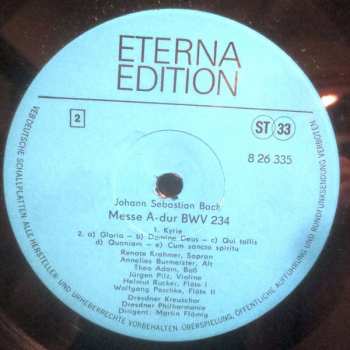 ETERNA
EDITION
2
ST 33
8 26 335
Johann Sebastian Bach
Messe A-dur BWV 234
1. Kyrie
2. a) Gloria – b) Domine Deus – c) Qui tollis
d) Quoniam – e) Cum sancto spiritu
Renate Krahmer, Sopran
Annelies Burmeister, Alt
Theo Adam, Baß
Jürgen Pilz, Violine
Helmut Rucker, Flöte I
Wolfgang Peschke, Flöte II
Dresdner Kreuzchor
Dresdner Philharmonie
Dirigent: Martin Flämig
VEB DEUTSCHE SCHALLPLATTEN ALLE HERSTELLER- UND URHEBERRECHTE VORBEHALTEN. ÜBERSPIELUNG, ÖFFENTLICHE AUFFÜHRUNG UND RUNDFUNKSENDUNG VERBOTEN